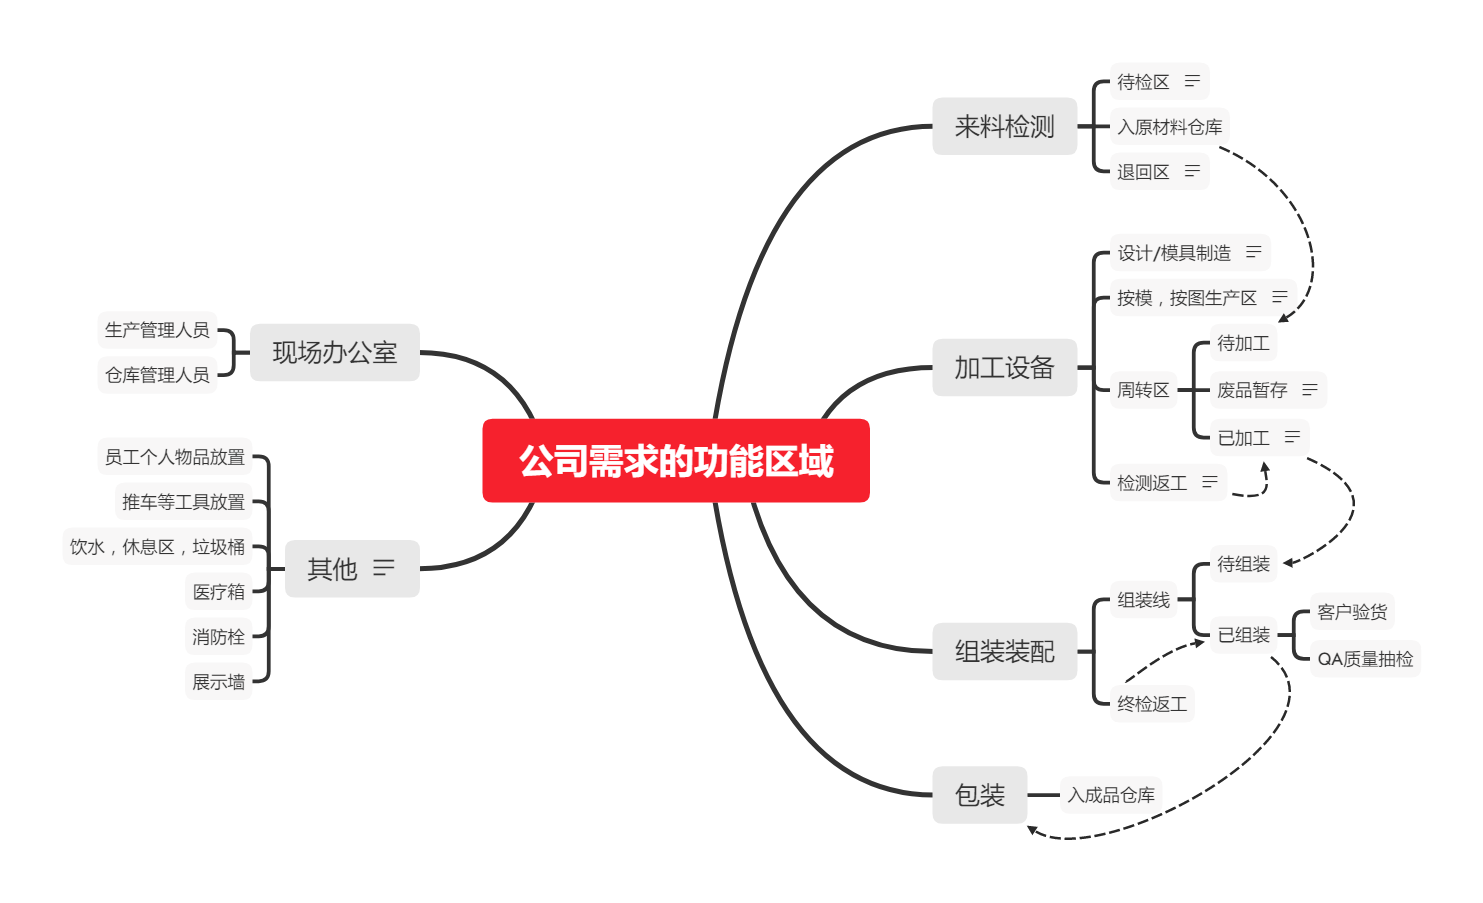 公司需求的功能区域
来料检测
待检区
入原材料仓库
退回区
加工设备
设计/模具制造
按模，按图生产区
周转区
待加工
废品暂存
已加工
检测返工
组装装配
组装线
待组装
已组装
客户验货
QA质量抽检
终检返工
包装
入成品仓库
现场办公室
生产管理人员
仓库管理人员
其他
员工个人物品放置
推车等工具放置
饮水，休息区，垃圾桶
医疗箱
消防栓
展示墙